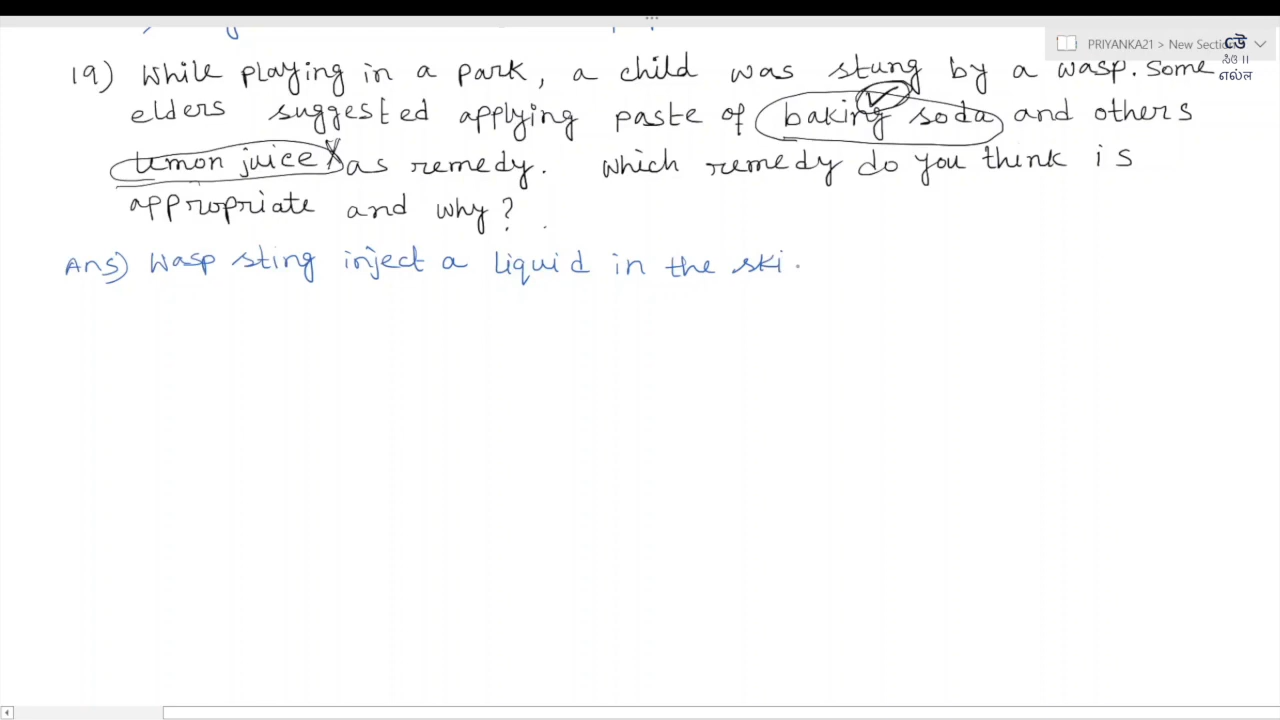 PRIYANKA21 > New Section
19) While playing in a park, a child was stung by a wasp. Some
elders suggested applying paste of baking soda and others
lemon juice as remedy. Which remedy do you think is
appropriate and why?
Ans) Wasp sting inject a liquid in the ski